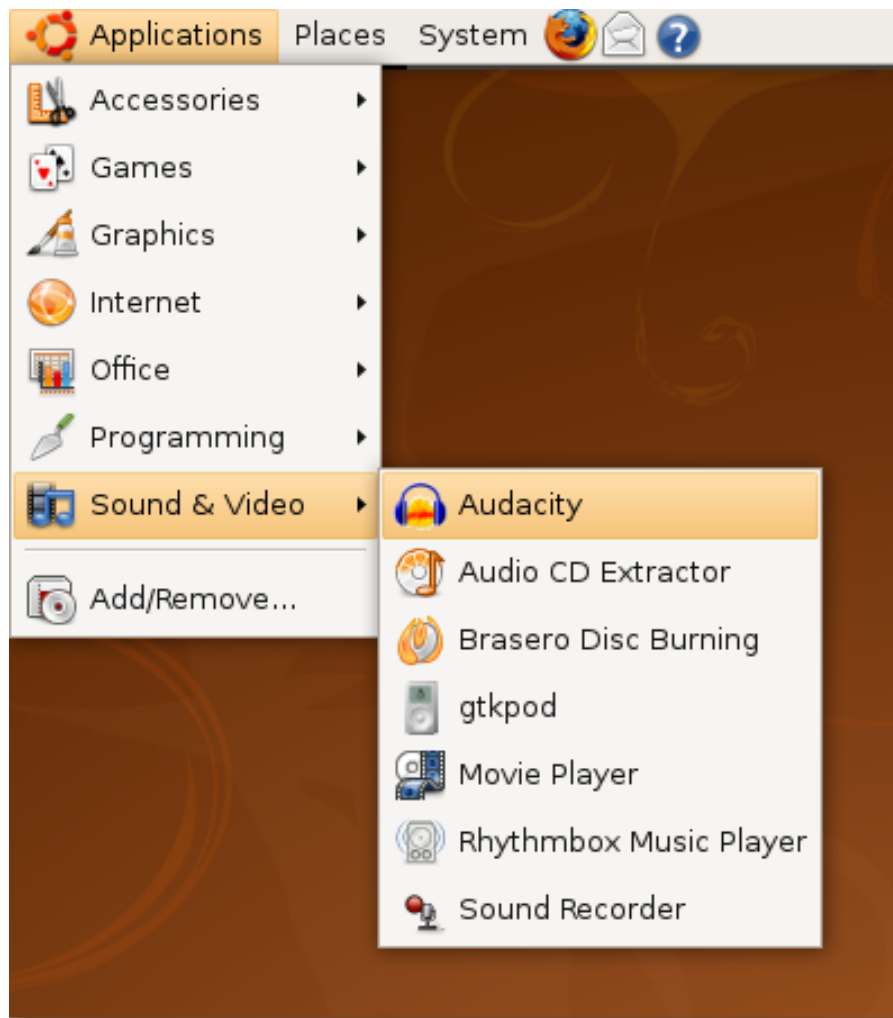 Applications Places System
Accessories
Games
Graphics
Internet
Office
Programming
Sound & Video
Add/Remove...
Audacity
Audio CD Extractor
Brasero Disc Burning
gtkpod
Movie Player
Rhythmbox Music Player
Sound Recorder